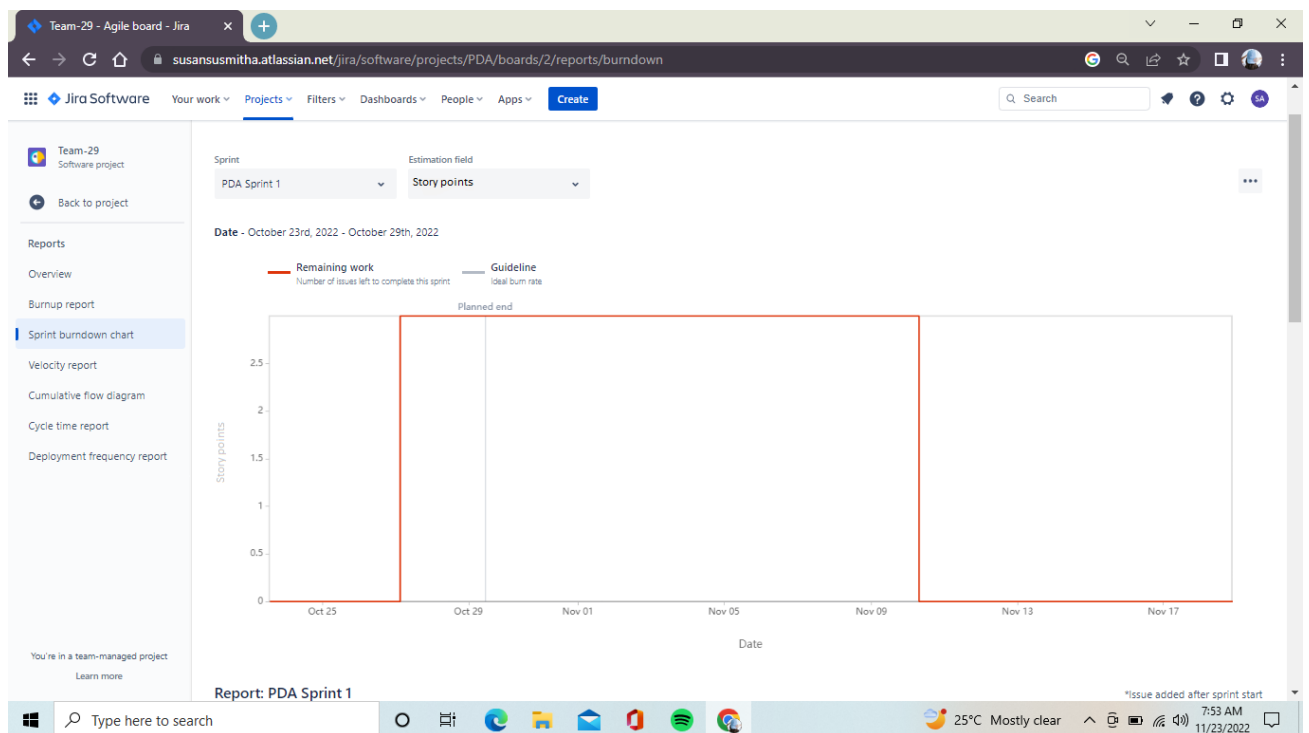 Team-29 - Agile board - Jira
susansusmitha.atlassian.net/jira/software/projects/PDA/boards/2/reports/burndown
Jira Software Your work Projects Filters Dashboards People Apps Create Search SA
Team-29
Software project
Back to project
Reports
Overview
Burnup report
Sprint burndown chart
Velocity report
Cumulative flow diagram
Cycle time report
Deployment frequency report
You're in a team-managed project
Learn more
Sprint Estimation field
PDA Sprint 1 Story points
Date - October 23rd, 2022 - October 29th, 2022
Remaining work Guideline
Number of issues left to complete this sprint Ideal burn rate
Planned end
2.5
2
1.5
1
0.5
0
Story points
Oct 25 Oct 29 Nov 01 Nov 05 Nov 09 Nov 13 Nov 17
Date
Report: PDA Sprint 1 *Issue added after sprint start
Type here to search 25°C Mostly clear 7:53 AM
11/23/2022